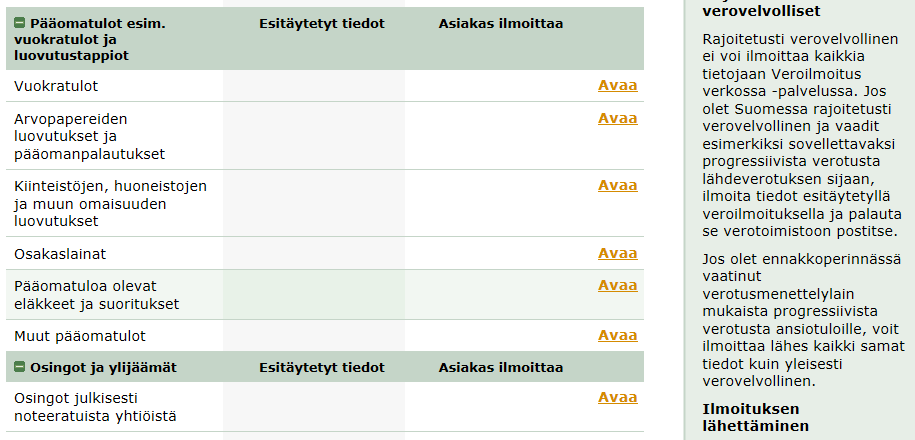 Pääomatulot esim. vuokratulot ja luovutustappiot
Esitäytetyt tiedot
Asiakas ilmoittaa
Vuokratulot
Avaa
Arvopapereiden
luovutukset ja
pääomanpalautukset
Avaa
Kiinteistöjen, huoneistojen
ja muun omaisuuden
luovutukset
Avaa
Osakaslainat
Avaa
Pääomatuloa olevat
eläkkeet ja suoritukset
Avaa
Muut pääomatulot
Avaa
Osingot ja ylijäämät
Esitäytetyt tiedot
Asiakas ilmoittaa
Osingot julkisesti
noteeratuista yhtiöistä
Avaa
verovelvolliset
Rajoitetusti verovelvollinen
ei voi ilmoittaa kaikkia
tietojaan Veroilmoitus
verkossa -palvelussa. Jos
olet Suomessa rajoitetusti
verovelvollinen ja vaadit
esimerkiksi sovellettavaksi
progressiivista verotusta
lähdeverotuksen sijaan,
ilmoita tiedot esitäytetyllä
veroilmoituksella ja palauta
se verotoimistoon postitse.
Jos olet ennakkoperinnässä
vaatinut
verotusmenettelylain
mukaista progressiivista
verotusta ansiotuloille, voit
ilmoittaa lähes kaikki samat
tiedot kuin yleisesti
verovelvollinen.
Ilmoituksen
lähettäminen